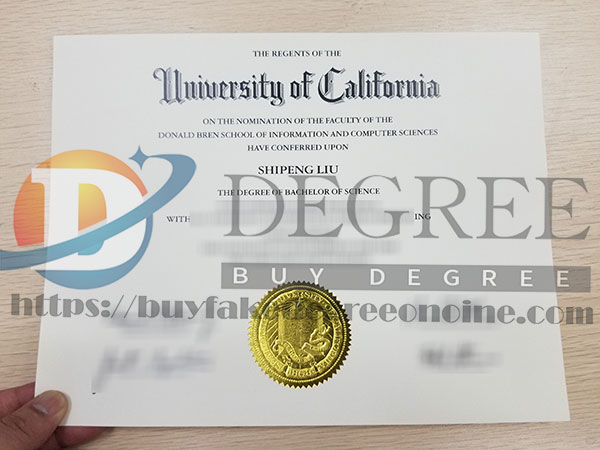 THE REGENTS OF THE
University of California
ON THE NOMINATION OF THE FACULTY OF THE
DONALD BREN SCHOOL OF INFORMATION AND COMPUTER SCIENCES
HAVE CONFERRED UPON
SHIPENG LIU
THE DEGREE OF BACHELOR OF SCIENCE
WITH
D DEGREE
BUY DEGREE
https://buyfakedegreeonoine.com